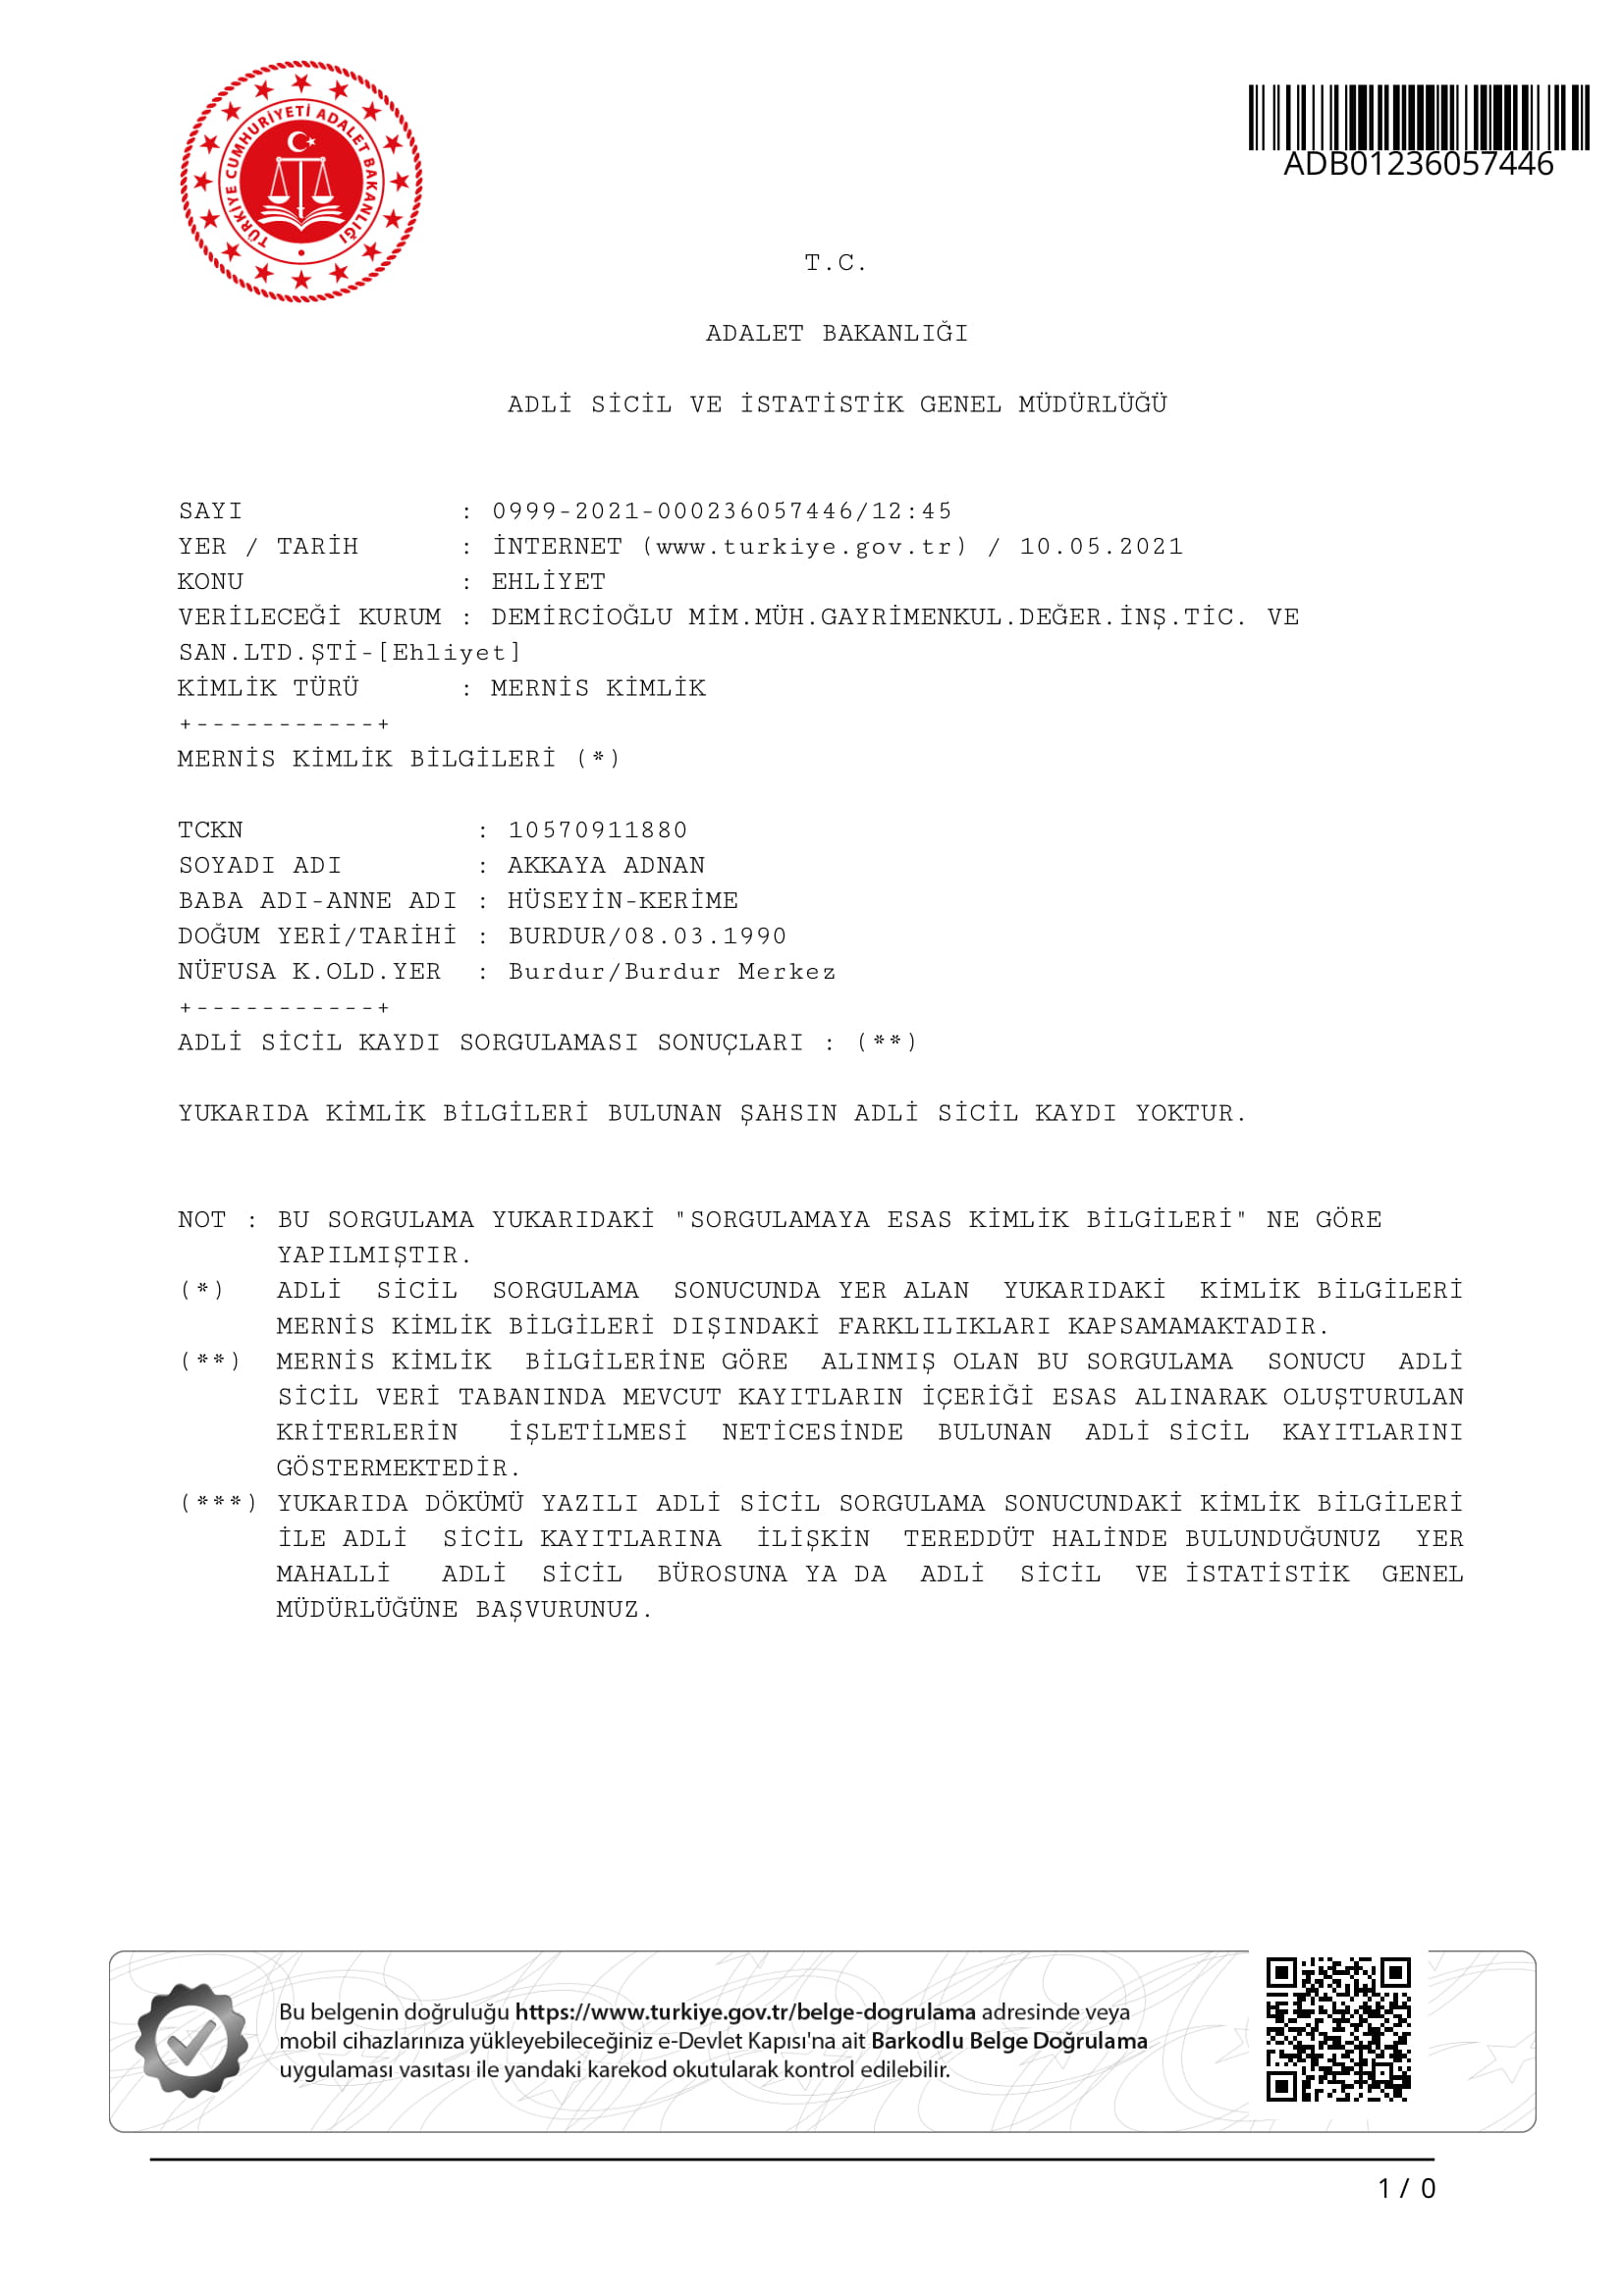 TÜRKİYE CUMHURİYETİ ADALET BAKANLIĞI
ADB01236057446
T.C.
ADALET BAKANLIĞI
ADLİ SİCİL VE İSTATİSTİK GENEL MÜDÜRLÜĞÜ
SAYI : 0999-2021-000236057446/12:45
YER / TARİH : İNTERNET (www.turkiye.gov.tr) / 10.05.2021
KONU : EHLİYET
VERİLECEĞİ KURUM : DEMİRCİOĞLU MİM.MÜH.GAYRİMENKUL.DEĞER.İNŞ.TİC. VE
SAN.LTD.ŞTİ-[Ehliyet]
KİMLİK TÜRÜ : MERNİS KİMLİK
+-----------+
MERNİS KİMLİK BİLGİLERİ (*)
TCKN : 10570911880
SOYADI ADI : AKKAYA ADNAN
BABA ADI-ANNE ADI : HÜSEYİN-KERİME
DOĞUM YERİ/TARİHİ : BURDUR/08.03.1990
NÜFUSA K.OLD.YER : Burdur/Burdur Merkez
+-----------+
ADLİ SİCİL KAYDI SORGULAMASI SONUÇLARI : (**)
YUKARIDA KİMLİK BİLGİLERİ BULUNAN ŞAHSIN ADLİ SİCİL KAYDI YOKTUR.
NOT : BU SORGULAMA YUKARIDAKİ "SORGULAMAYA ESAS KİMLİK BİLGİLERİ" NE GÖRE
YAPILMIŞTIR.
(*) ADLİ SİCİL SORGULAMA SONUCUNDA YER ALAN YUKARIDAKİ KİMLİK BİLGİLERİ
MERNİS KİMLİK BİLGİLERİ DIŞINDAKİ FARKLILIKLARI KAPSAMAMAKTADIR.
(**) MERNİS KİMLİK BİLGİLERİNE GÖRE ALINMIŞ OLAN BU SORGULAMA SONUCU ADLİ
SİCİL VERİ TABANINDA MEVCUT KAYITLARIN İÇERİĞİ ESAS ALINARAK OLUŞTURULAN
KRİTERLERİN İŞLETİLMESİ NETİCESİNDE BULUNAN ADLİ SİCİL KAYITLARINI
GÖSTERMEKTEDİR.
(***) YUKARIDA DÖKÜMÜ YAZILI ADLİ SİCİL SORGULAMA SONUCUNDAKİ KİMLİK BİLGİLERİ
İLE ADLİ SİCİL KAYITLARINA İLİŞKİN TEREDDÜT HALİNDE BULUNDUĞUNUZ YER
MAHALLİ ADLİ SİCİL BÜROSUNA YA DA ADLİ SİCİL VE İSTATİSTİK GENEL
MÜDÜRLÜĞÜNE BAŞVURUNUZ.
Bu belgenin doğruluğu https://www.turkiye.gov.tr/belge-dogrulama adresinde veya
mobil cihazlarınıza yükleyebileceğiniz e-Devlet Kapısı'na ait Barkodlu Belge Doğrulama
uygulaması vasıtası ile yandaki karekod okutularak kontrol edilebilir.
1 / 0